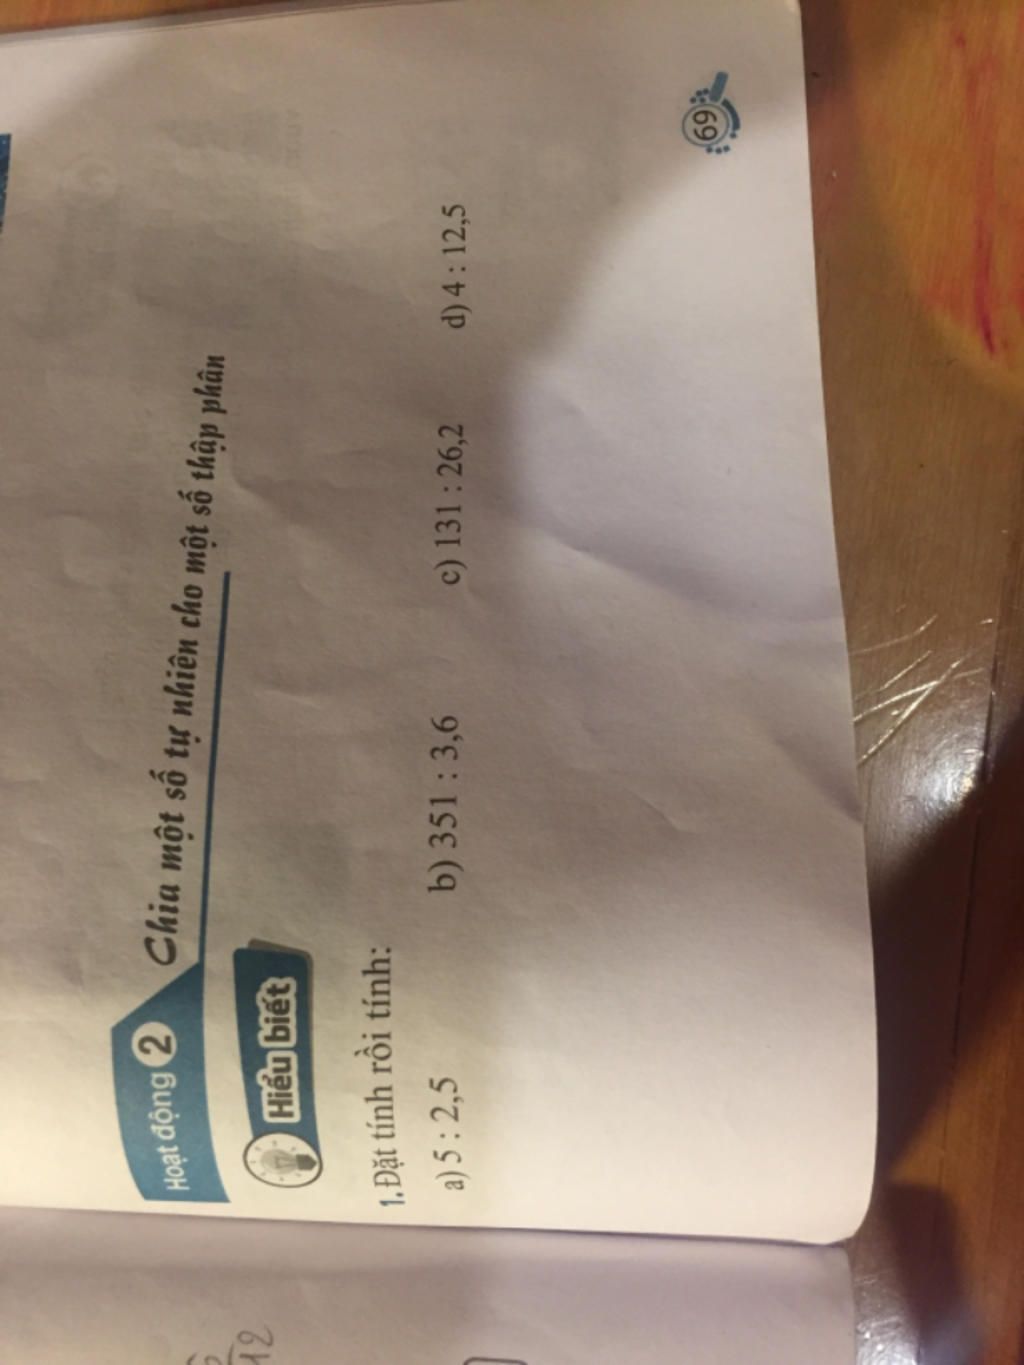 Hoạt động 2 Chia một số tự nhiên cho một số thập phân
Hiểu biết
1. Đặt tính rồi tính:
a) 5 : 2,5 b) 351 : 3,6 c) 131 : 26,2 d) 4 : 12,5
69
12